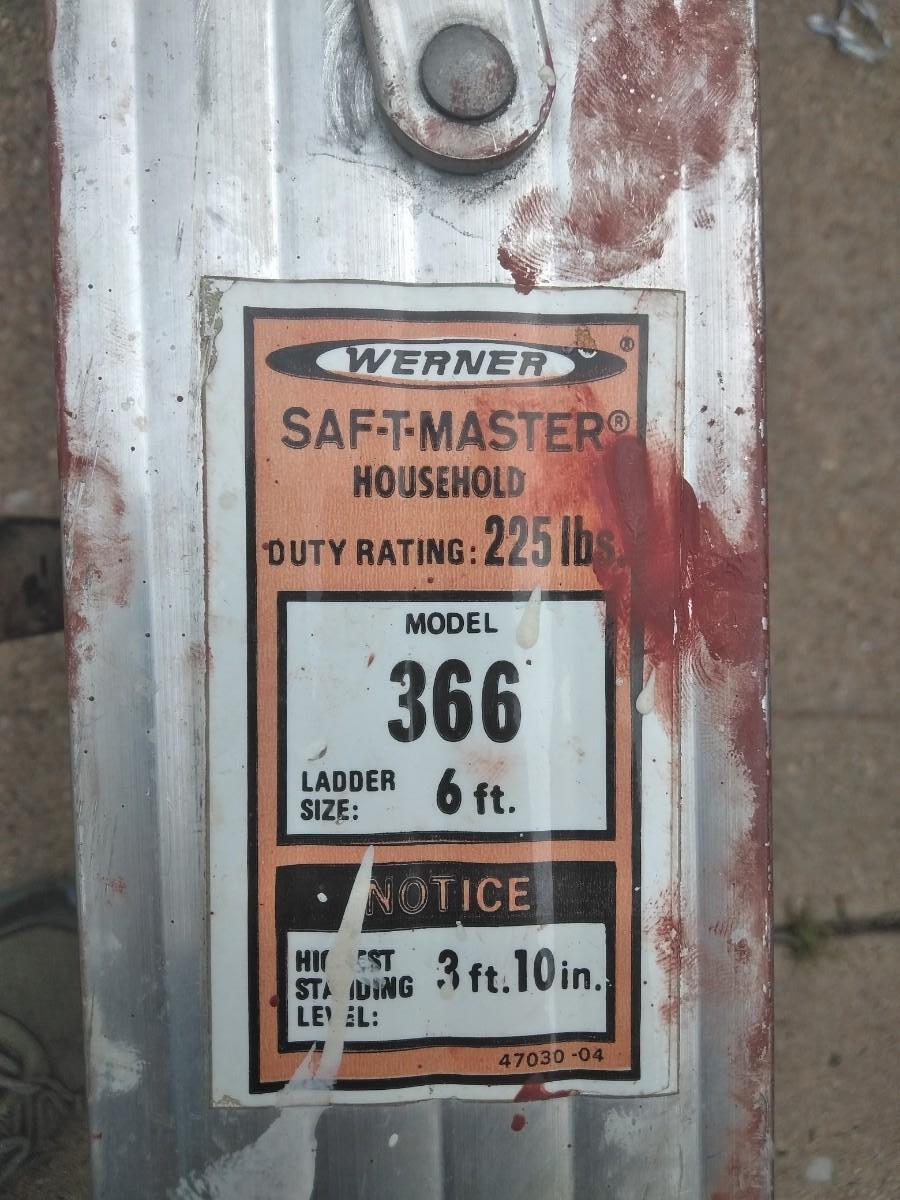 WERNER ®
SAF-T-MASTER®
HOUSEHOLD
DUTY RATING: 225 lbs.
MODEL
366
LADDER
SIZE: 6 ft.
NOTICE
HIGHEST
STANDING
LEVEL: 3 ft. 10 in.
47030 -04